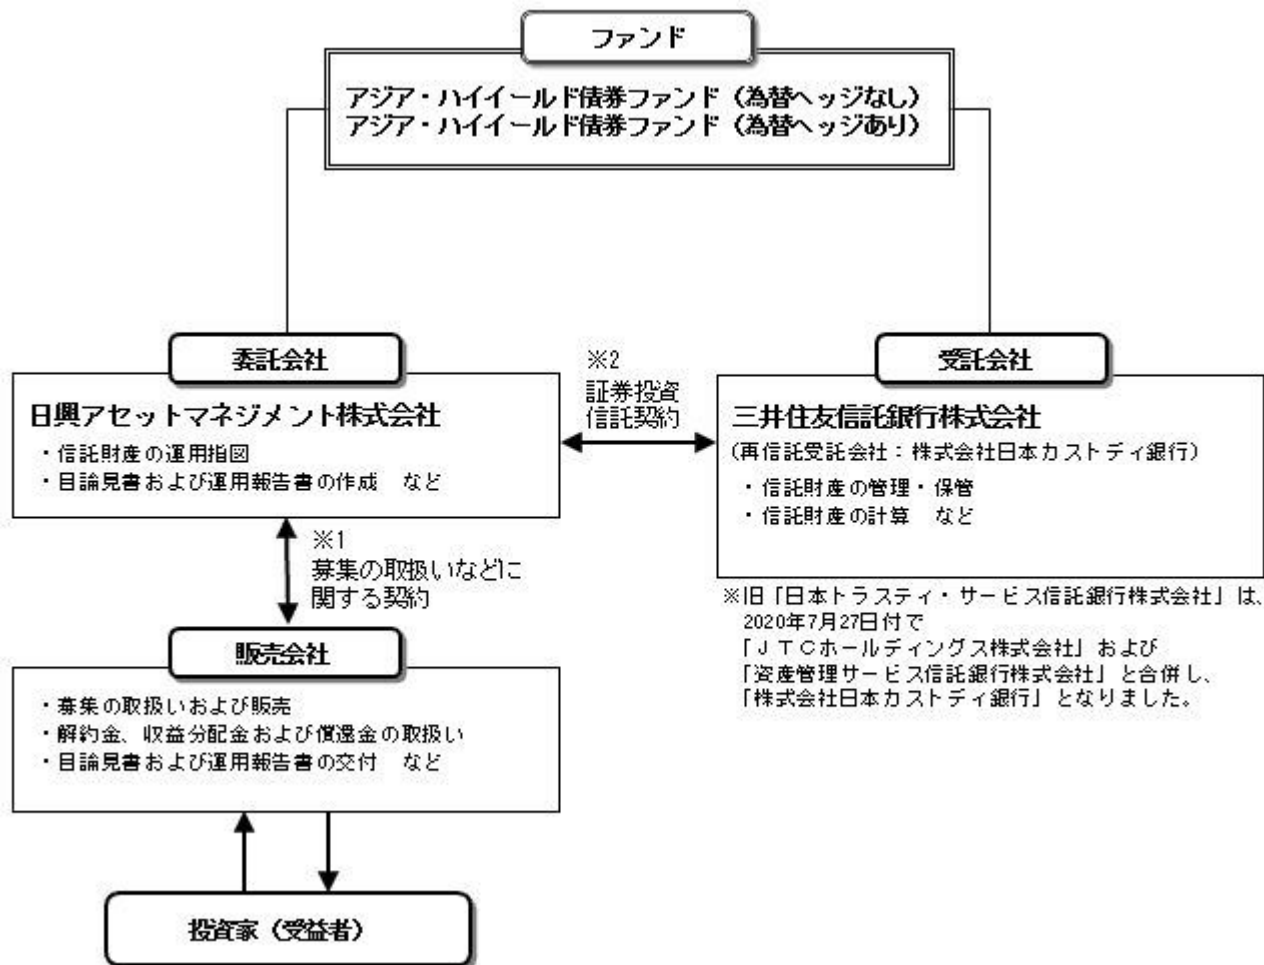 ファンド
アジア・ハイイールド債券ファンド（為替ヘッジなし）
アジア・ハイイールド債券ファンド（為替ヘッジあり）
委託会社
日興アセットマネジメント株式会社
・信託財産の運用指図
・目論見書および運用報告書の作成　など
※2
証券投資
信託契約
受託会社
三井住友信託銀行株式会社
（再信託受託会社：株式会社日本カストディ銀行）
・信託財産の管理・保管
・信託財産の計算　など
※旧「日本トラスティ・サービス信託銀行株式会社」は、
2020年7月27日付で
「ＪＴＣホールディングス株式会社」および
「資産管理サービス信託銀行株式会社」と合併し、
「株式会社日本カストディ銀行」となりました。
※1
募集の取扱いなどに
関する契約
販売会社
・募集の取扱いおよび販売
・解約金、収益分配金および償還金の取扱い
・目論見書および運用報告書の交付　など
投資家（受益者）